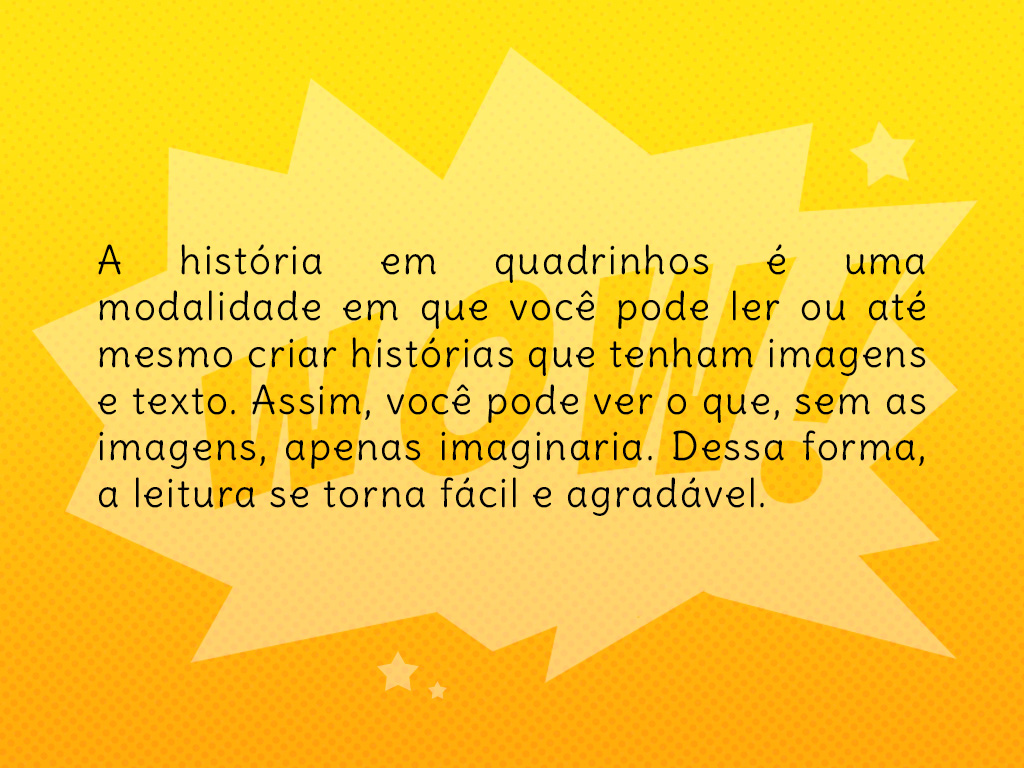 A história em quadrinhos é uma
modalidade em que você pode ler ou até
mesmo criar histórias que tenham imagens
e texto. Assim, você pode ver o que, sem as
imagens, apenas imaginaria. Dessa forma,
a leitura se torna fácil e agradável.
WOW!